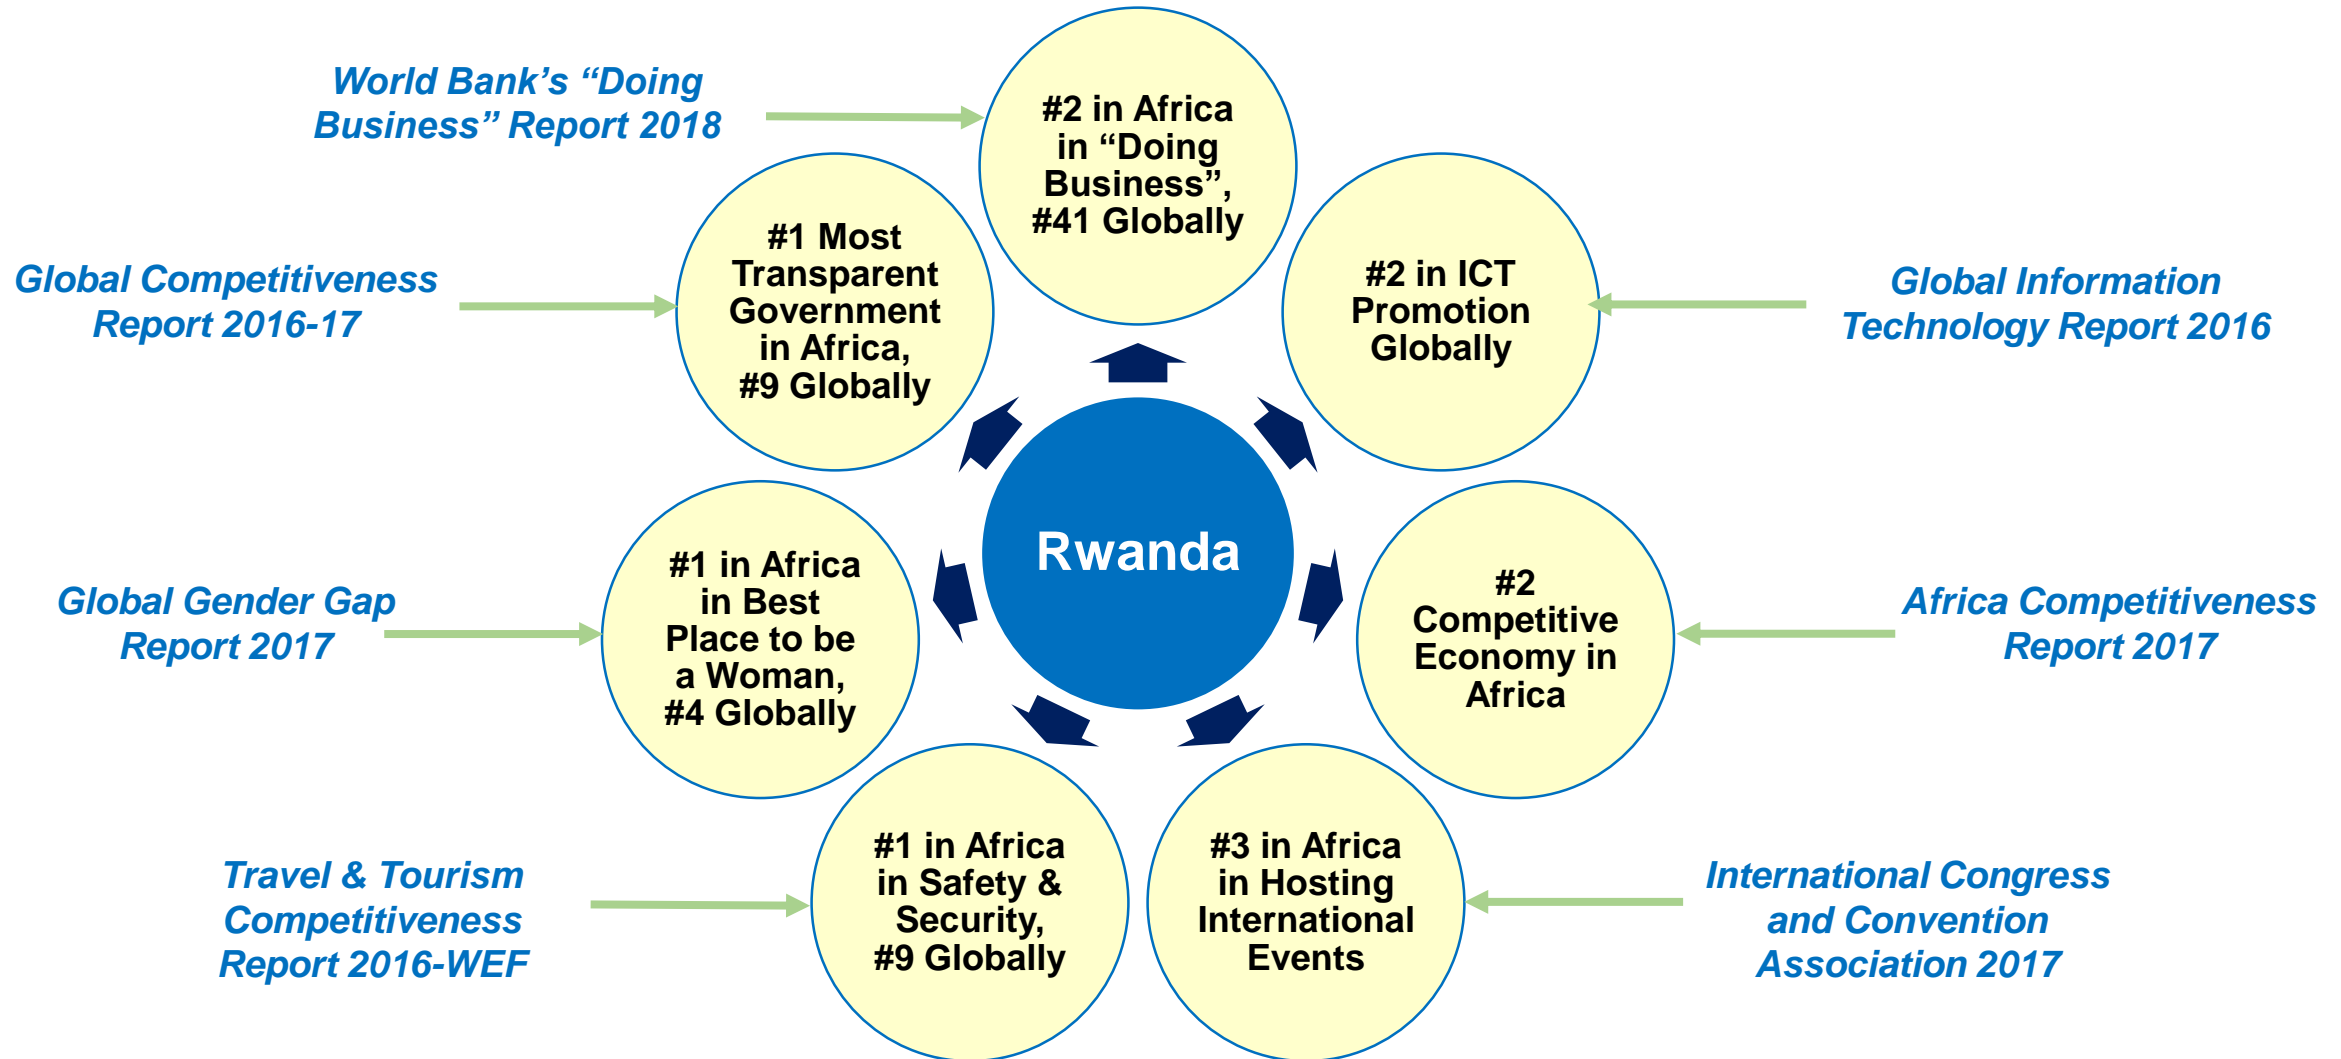 World Bank’s “Doing
Business” Report 2018
#2 in Africa
in “Doing
Business”,
#41 Globally
#1 Most
Transparent
Government
in Africa,
#9 Globally
Global Competitiveness
Report 2016-17
#2 in ICT
Promotion
Globally
Global Information
Technology Report 2016
Rwanda
Global Gender Gap
Report 2017
#1 in Africa
in Best
Place to be
a Woman,
#4 Globally
#2
Competitive
Economy in
Africa
Africa Competitiveness
Report 2017
Travel & Tourism
Competitiveness
Report 2016-WEF
#1 in Africa
in Safety &
Security,
#9 Globally
#3 in Africa
in Hosting
International
Events
International Congress
and Convention
Association 2017